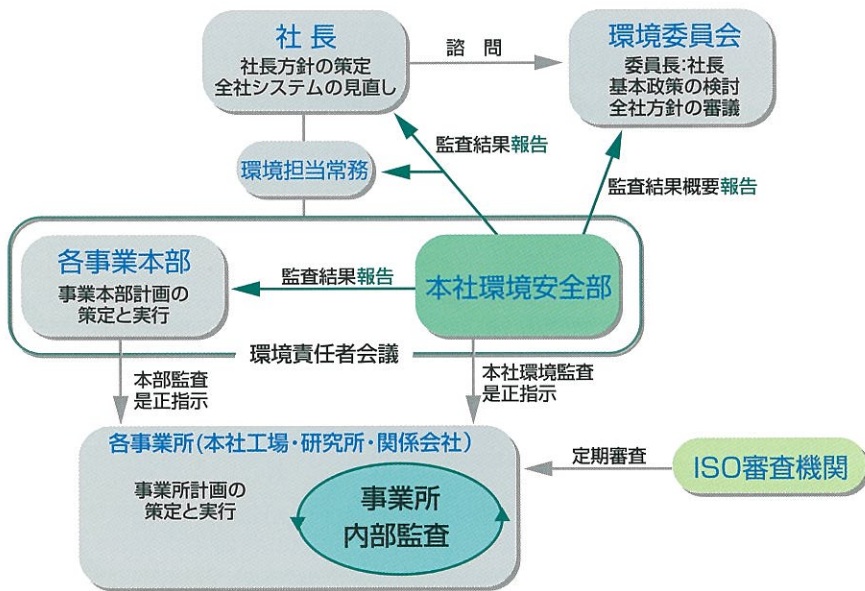 社 長
社長方針の策定
全社システムの見直し
諮 問
環境委員会
委員長:社長
基本政策の検討
全社方針の審議
環境担当常務
監査結果報告
監査結果概要報告
各事業本部
事業本部計画の
策定と実行
監査結果報告
本社環境安全部
環境責任者会議
本部監査
是正指示
本社環境監査
是正指示
各事業所(本社工場・研究所・関係会社)
事業所計画の
策定と実行
事業所
内部監査
定期審査
ISO審査機関